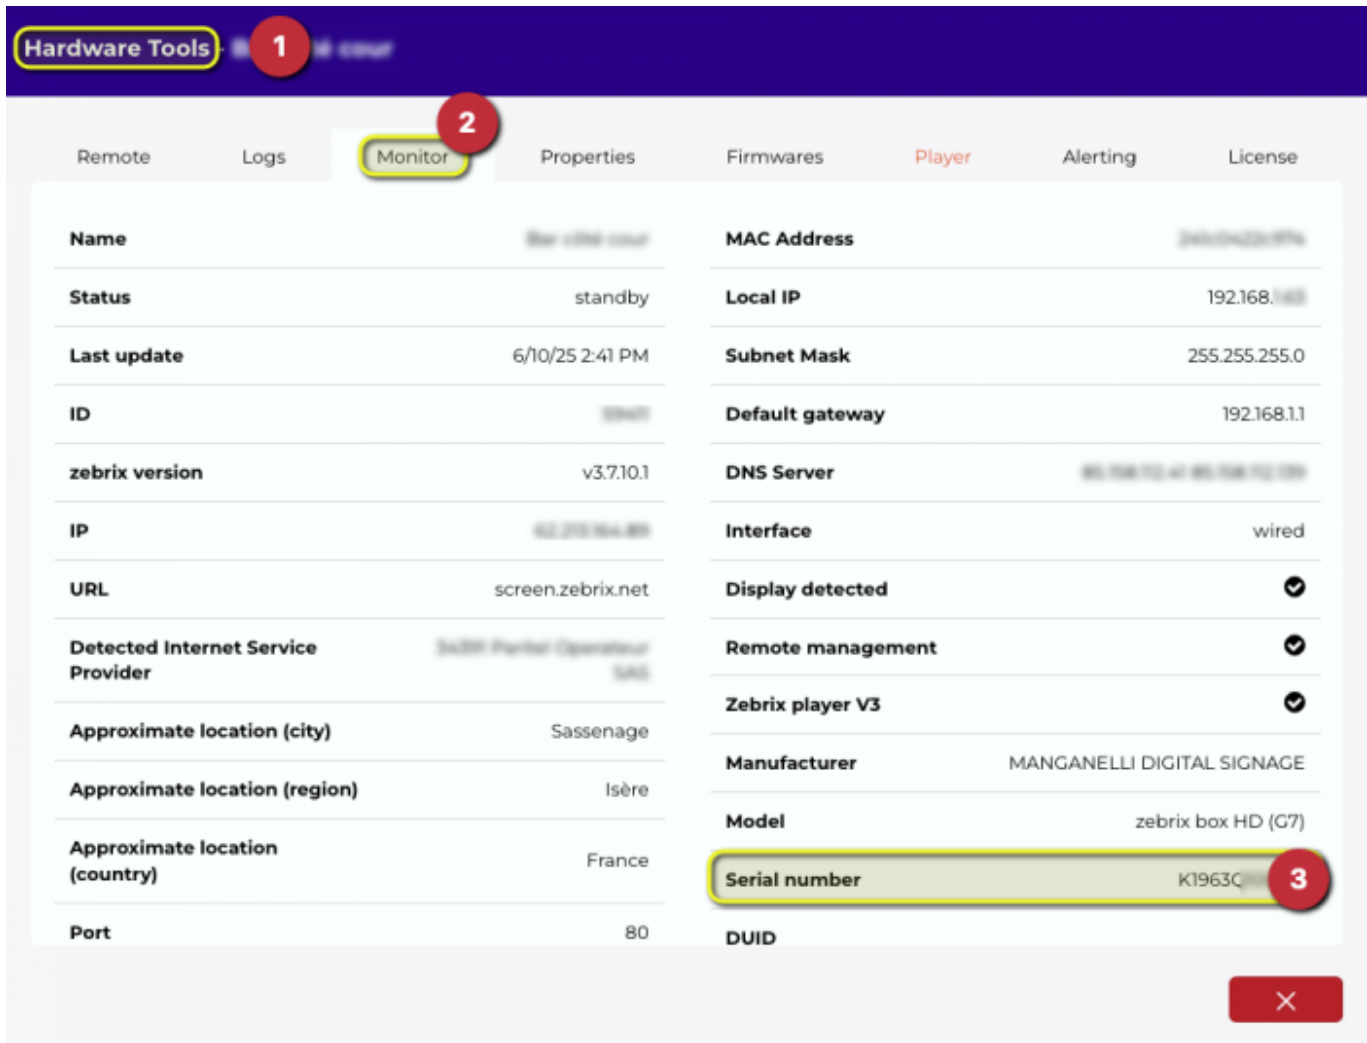 Hardware Tools
1
2
Remote Logs Monitor Properties Firmwares Player Alerting License
Name
Status standby
Last update 6/10/25 2:41 PM
ID
zebrix version v3.7.10.1
IP
URL screen.zebrix.net
Detected Internet Service
Provider
Approximate location (city) Sassenage
Approximate location (region) Isère
Approximate location
(country) France
Port 80
MAC Address
Local IP 192.168.
Subnet Mask 255.255.255.0
Default gateway 192.168.1.1
DNS Server
Interface wired
Display detected
Remote management
Zebrix player V3
Manufacturer MANGANELLI DIGITAL SIGNAGE
Model zebrix box HD (G7)
Serial number K1963 3
DUID